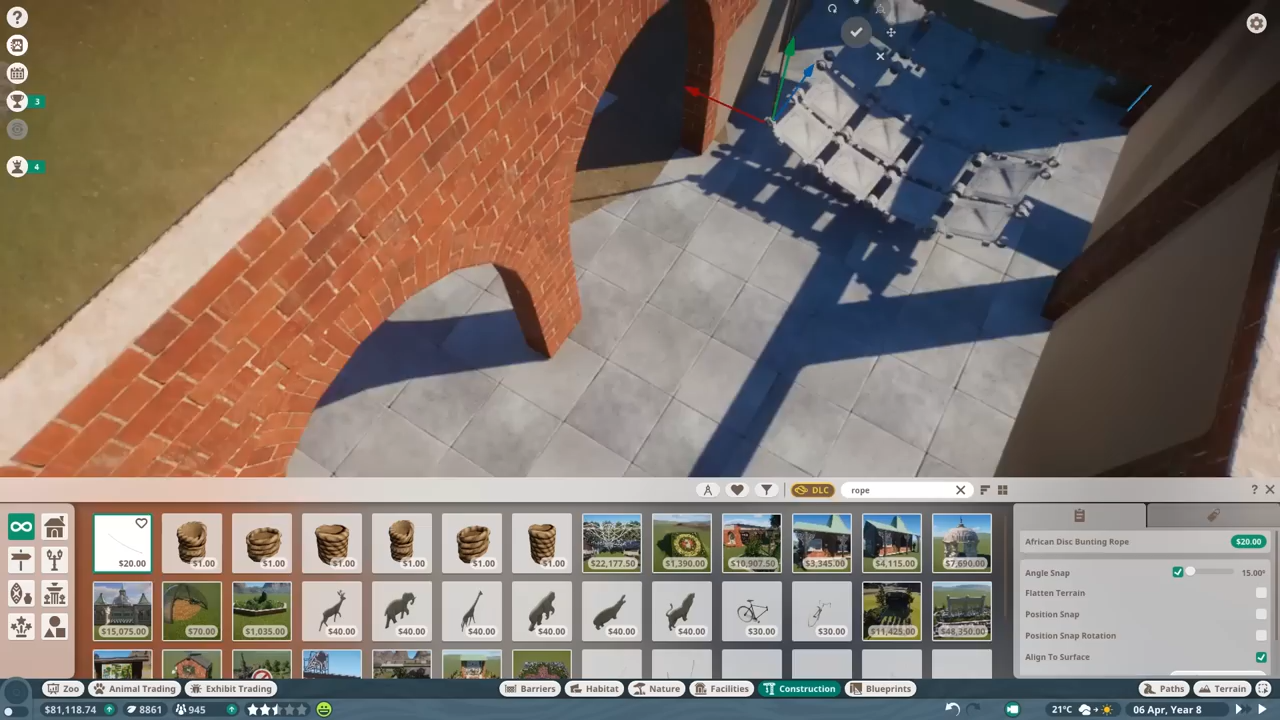 ?
3
4
DLC
rope
?
$20.00
$1.00
$1.00
$1.00
$1.00
$1.00
$1.00
$22,177.50
$1,390.00
$10,907.50
$3,345.00
$4,115.00
$7,690.00
$15,075.00
$70.00
$1,035.00
$40.00
$40.00
$40.00
$40.00
$40.00
$40.00
$30.00
$30.00
$11,425.00
$48,350.00
African Disc Bunting Rope
$20.00
Angle Snap
15.00°
Flatten Terrain
Position Snap
Position Snap Rotation
Align To Surface
Zoo
Animal Trading
Exhibit Trading
Barriers
Habitat
Nature
Facilities
Construction
Blueprints
Paths
Terrain
$81,118.74
8861
945
21°C
06 Apr, Year 8